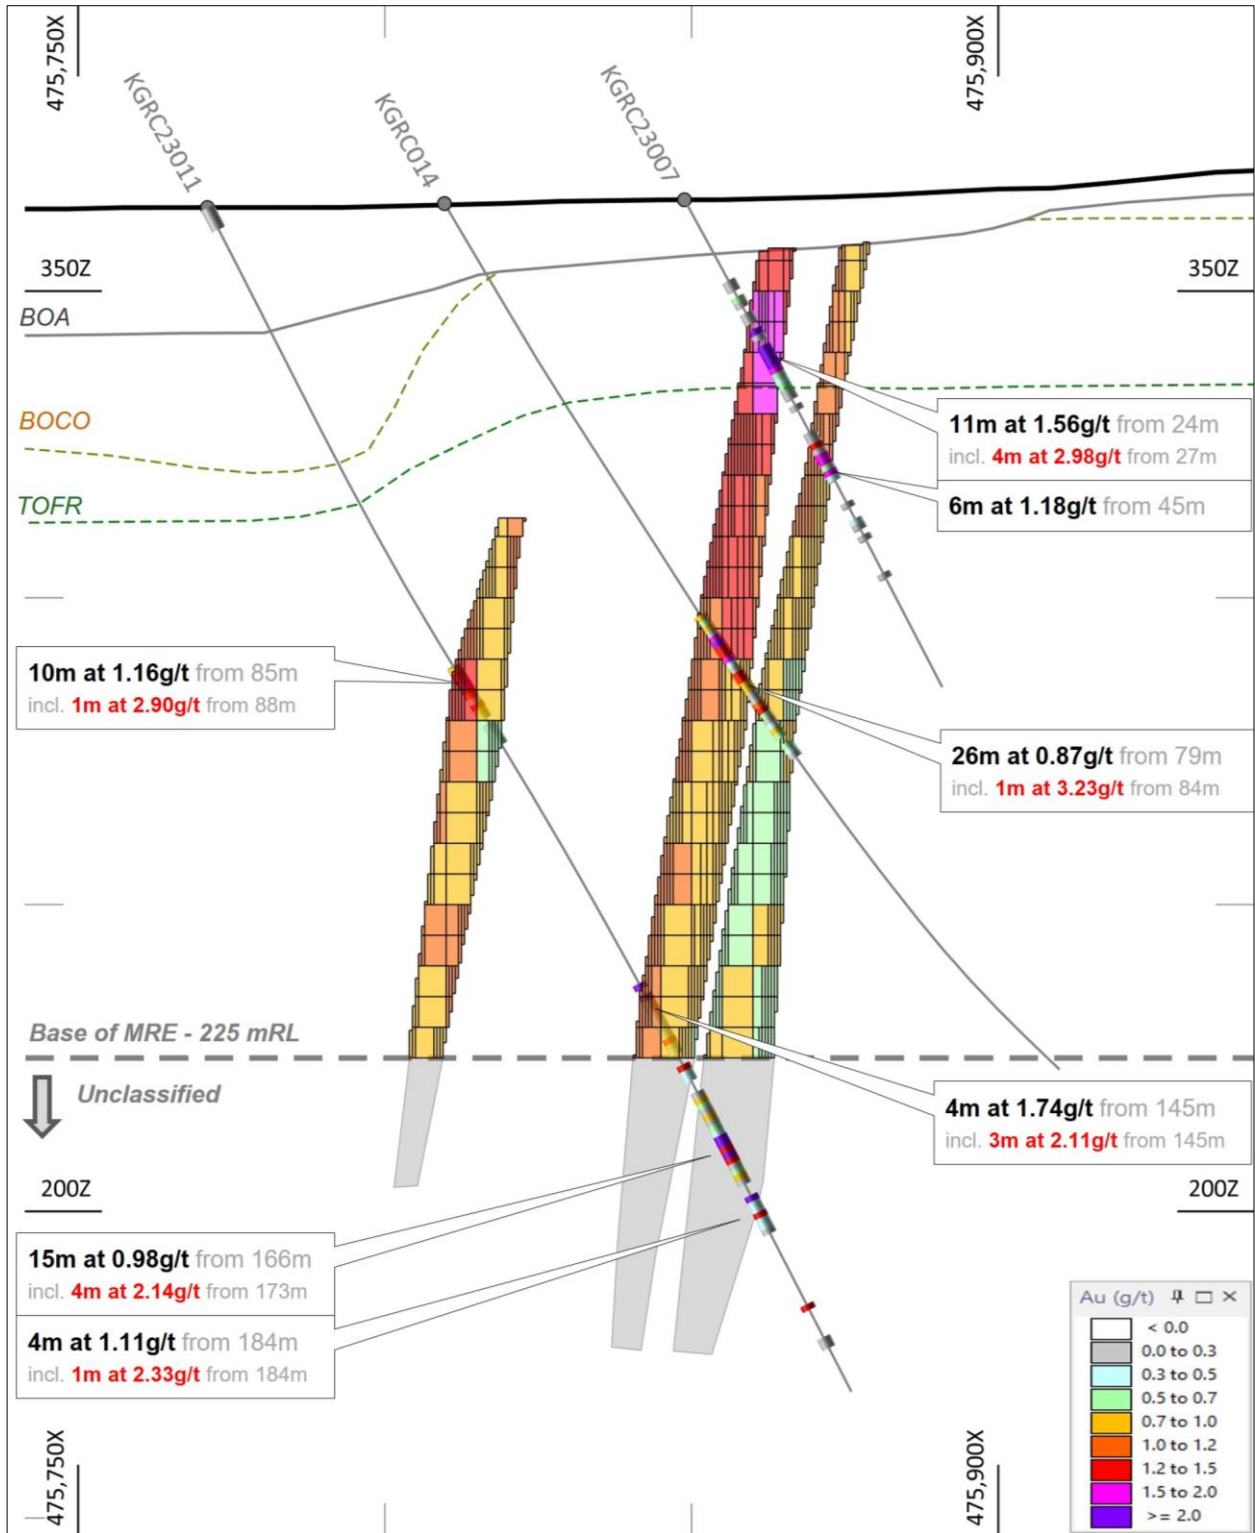 475,750X
475,900X
KGRC23011
KGRC014
KGRC23007
350Z
350Z
BOA
BOCO
TOFR
11m at 1.56g/t from 24m
incl. 4m at 2.98g/t from 27m
6m at 1.18g/t from 45m
10m at 1.16g/t from 85m
incl. 1m at 2.90g/t from 88m
26m at 0.87g/t from 79m
incl. 1m at 3.23g/t from 84m
Base of MRE - 225 mRL
Unclassified
4m at 1.74g/t from 145m
incl. 3m at 2.11g/t from 145m
200Z
200Z
15m at 0.98g/t from 166m
incl. 4m at 2.14g/t from 173m
4m at 1.11g/t from 184m
incl. 1m at 2.33g/t from 184m
Au (g/t)
< 0.0
0.0 to 0.3
0.3 to 0.5
0.5 to 0.7
0.7 to 1.0
1.0 to 1.2
1.2 to 1.5
1.5 to 2.0
>= 2.0
475,750X
475,900X